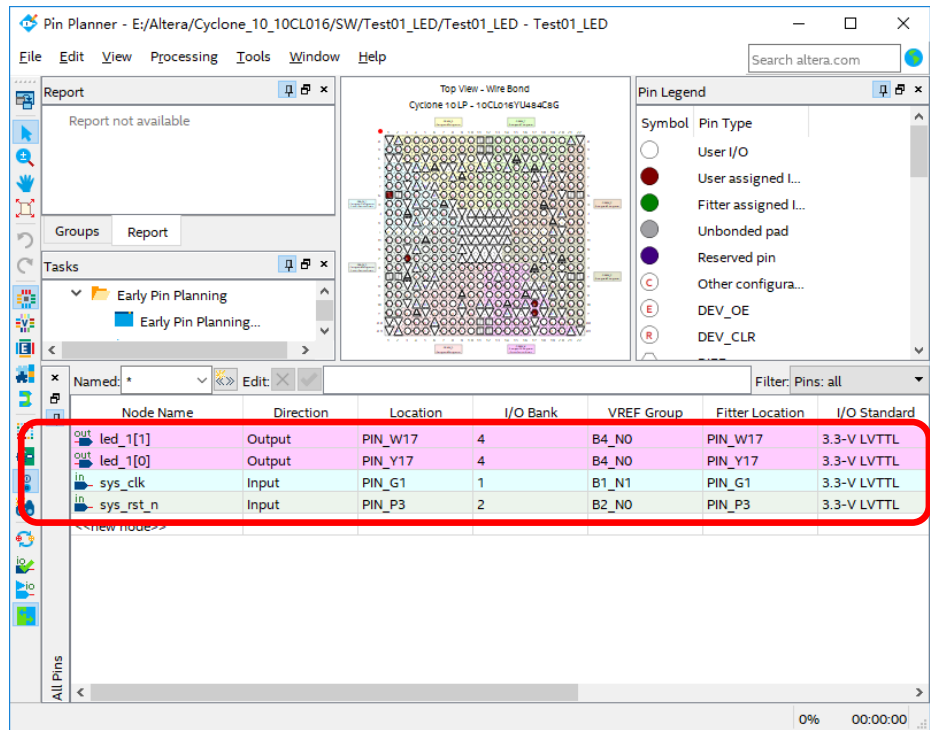 Pin Planner - E:/Altera/Cyclone_10_10CL016/SW/Test01_LED/Test01_LED - Test01_LED
File Edit View Processing Tools Window Help
Search altera.com
Report
Report not available
Groups Report
Tasks
Early Pin Planning
Early Pin Planning...
Top View - Wire Bond
Cyclone 10 LP - 10CL016YU484C8G
Pin Legend
Symbol Pin Type
User I/O
User assigned I...
Fitter assigned I...
Unbonded pad
Reserved pin
C Other configura...
E DEV_OE
R DEV_CLR
Named: * Edit: Filter: Pins: all
Node Name Direction Location I/O Bank VREF Group Fitter Location I/O Standard
out led_1[1] Output PIN_W17 4 B4_N0 PIN_W17 3.3-V LVTTL
out led_1[0] Output PIN_Y17 4 B4_N0 PIN_Y17 3.3-V LVTTL
in sys_clk Input PIN_G1 1 B1_N1 PIN_G1 3.3-V LVTTL
in sys_rst_n Input PIN_P3 2 B2_N0 PIN_P3 3.3-V LVTTL
<<new node>>
All Pins
0% 00:00:00